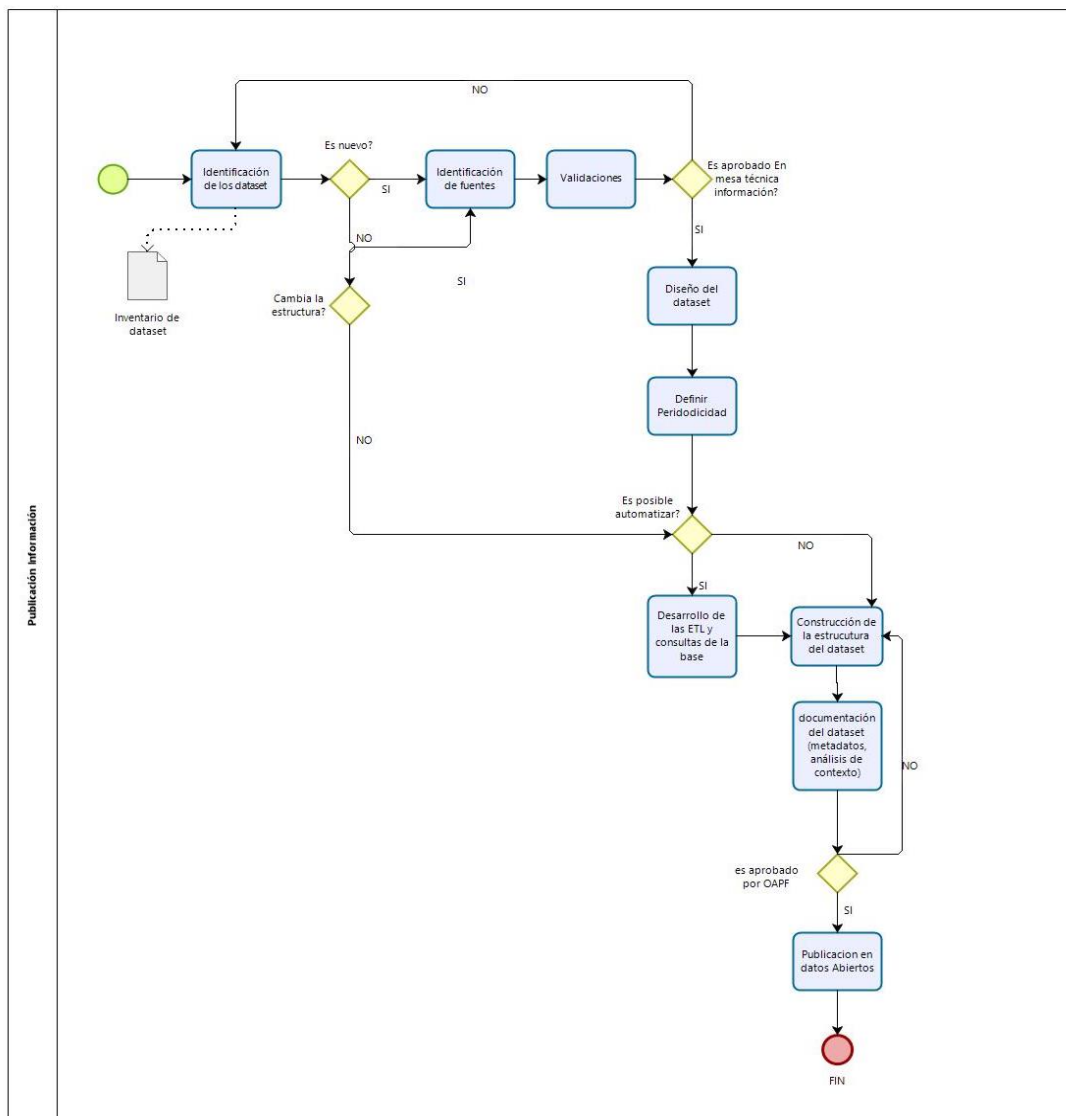 NO
Es nuevo?
Identificación
de los dataset
SI
Identificación
de fuentes
Validaciones
Es aprobado En
mesa técnica
información?
NO
SI
SI
Inventario de
dataset
Cambia la
estructura?
Diseño del
dataset
Definir
Peridodicidad
NO
Es posible
automatizar?
NO
SI
Desarrollo de
las ETL y
consultas de la
base
Construcción de
la estrucutura
del dataset
documentación
del dataset
(metadatos,
análisis de
contexto)
NO
es aprobado
por OAPF
SI
Publicacion en
datos Abiertos
FIN
Publicación Información